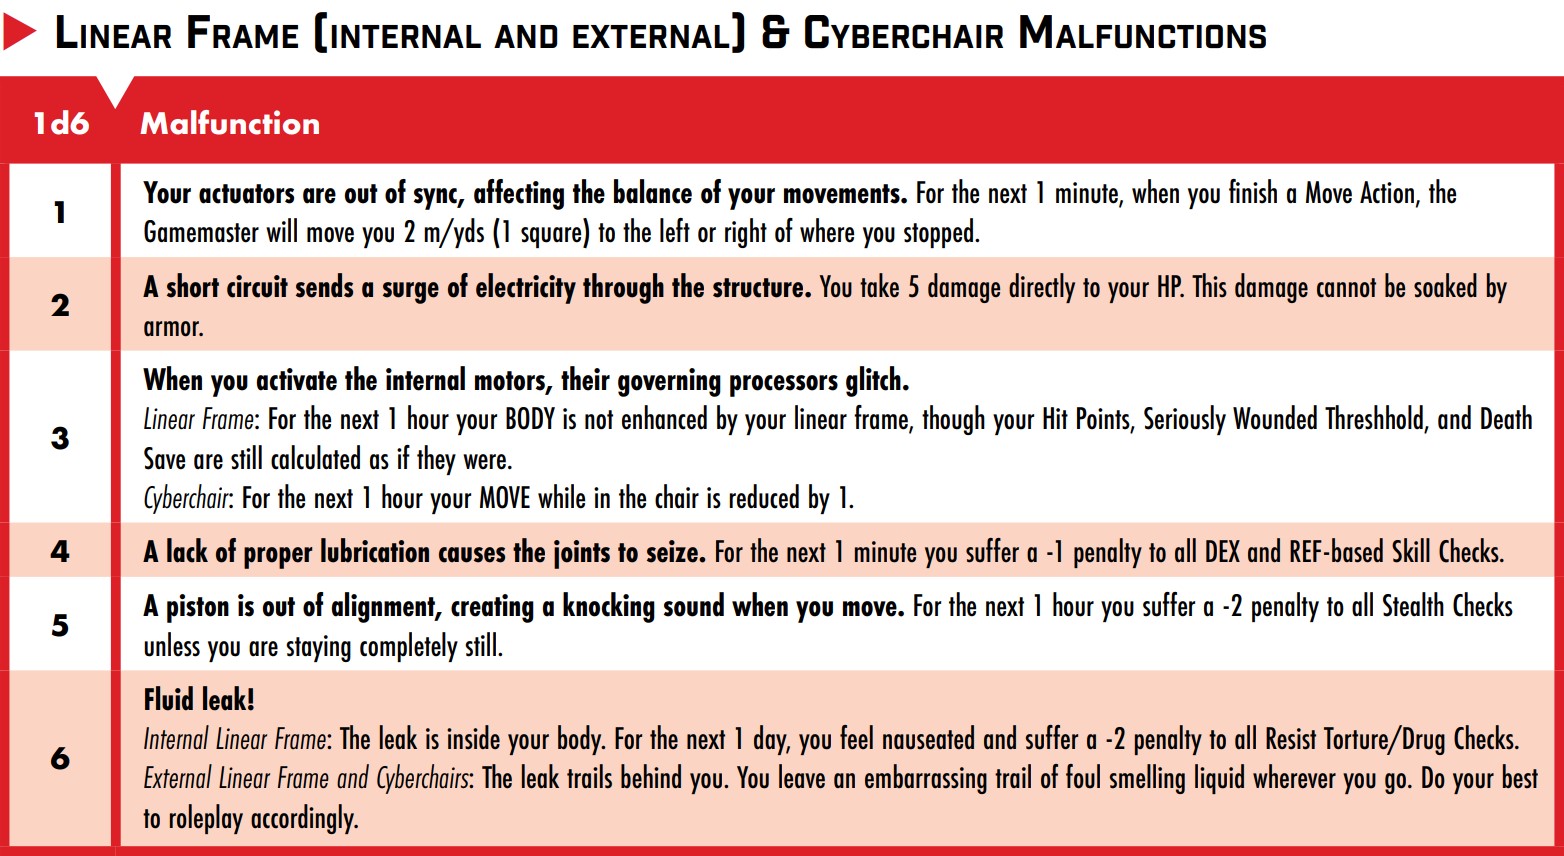 Linear Frame (internal and external) & Cyberchair Malfunctions
1d6 Malfunction
1
Your actuators are out of sync, affecting the balance of your movements. For the next 1 minute, when you finish a Move Action, the
Gamemaster will move you 2 m/yds (1 square) to the left or right of where you stopped.
2
A short circuit sends a surge of electricity through the structure. You take 5 damage directly to your HP. This damage cannot be soaked by
armor.
3
When you activate the internal motors, their governing processors glitch.
Linear Frame: For the next 1 hour your BODY is not enhanced by your linear frame, though your Hit Points, Seriously Wounded Threshhold, and Death
Save are still calculated as if they were.
Cyberchair: For the next 1 hour your MOVE while in the chair is reduced by 1.
4
A lack of proper lubrication causes the joints to seize. For the next 1 minute you suffer a -1 penalty to all DEX and REF-based Skill Checks.
5
A piston is out of alignment, creating a knocking sound when you move. For the next 1 hour you suffer a -2 penalty to all Stealth Checks
unless you are staying completely still.
6
Fluid leak!
Internal Linear Frame: The leak is inside your body. For the next 1 day, you feel nauseated and suffer a -2 penalty to all Resist Torture/Drug Checks.
External Linear Frame and Cyberchairs: The leak trails behind you. You leave an embarrassing trail of foul smelling liquid wherever you go. Do your best
to roleplay accordingly.